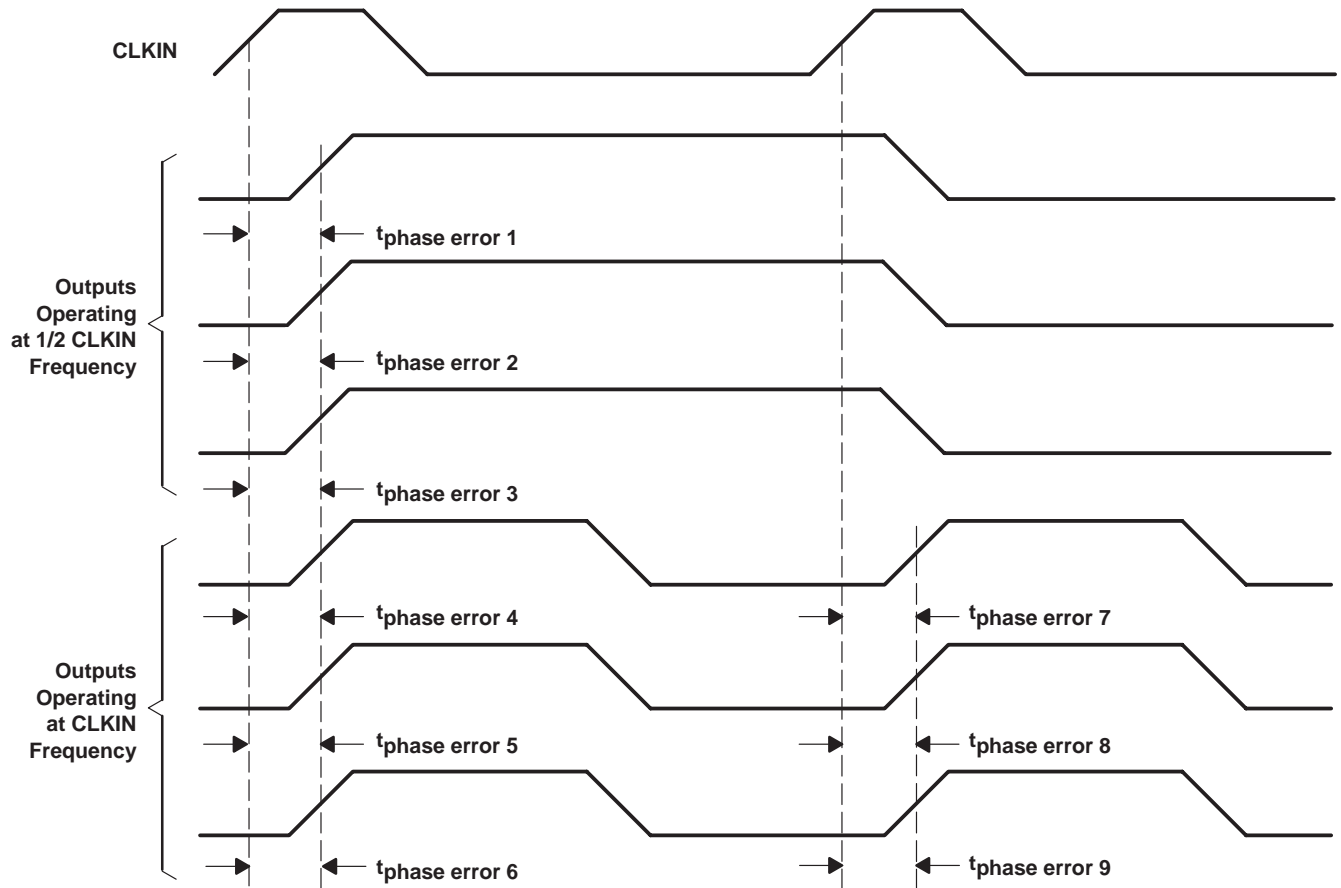 CLKIN
Outputs
Operating
at 1/2 CLKIN
Frequency
tphase error 1
tphase error 2
tphase error 3
Outputs
Operating
at CLKIN
Frequency
tphase error 4
tphase error 7
tphase error 5
tphase error 8
tphase error 6
tphase error 9